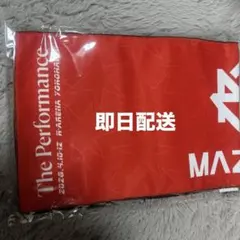 The Performance
2026.4.10-12 K-ARENA YOKOHAMA
即日配送
MAZ